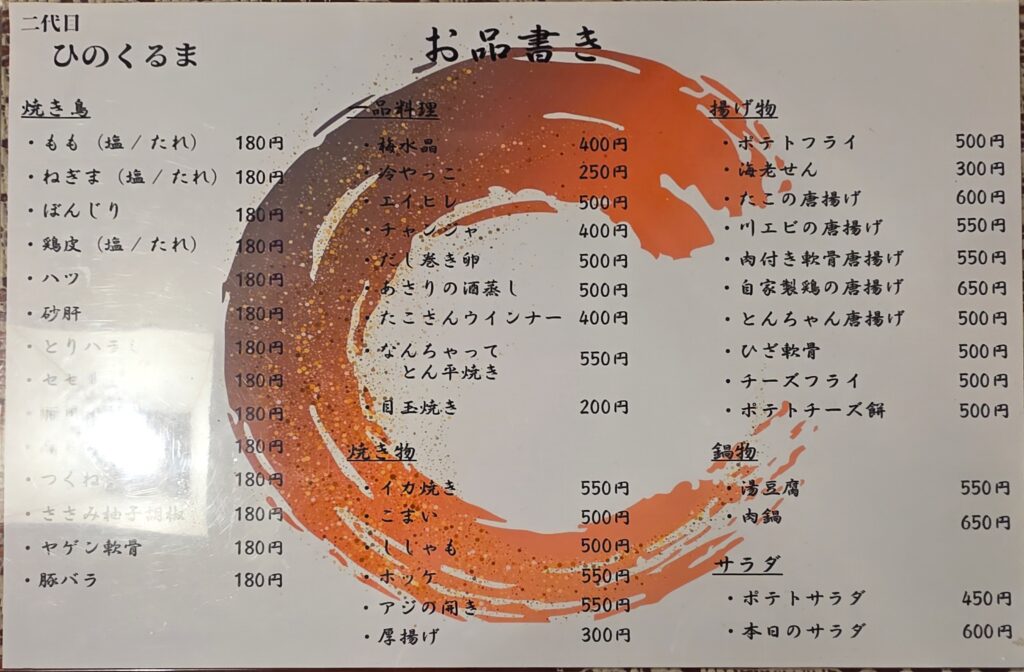 二代目
ひのくるま
お品書き
焼き鳥
・もも（塩/たれ） 180円
・ねぎま（塩/たれ） 180円
・ぼんじり 180円
・鶏皮（塩/たれ） 180円
・ハツ 180円
・砂肝 180円
・とりハラミ 180円
・セセ 180円
180円
180円
・つくね 180円
・ささみ柚子胡椒 180円
・ヤゲン軟骨 180円
・豚バラ 180円
一品料理
・梅水晶 400円
・冷やっこ 250円
・エイヒレ 500円
・チャンジャ 400円
・だし巻き卵 500円
・あさりの酒蒸し 500円
・たこさんウインナー 400円
・なんちゃって
とん平焼き 550円
・目玉焼き 200円
焼き物
・イカ焼き 550円
・こまい 500円
・ししゃも 500円
・ホッケ 550円
・アジの開き 550円
・厚揚げ 300円
揚げ物
・ポテトフライ 500円
・海老せん 300円
・たこの唐揚げ 600円
・川エビの唐揚げ 550円
・肉付き軟骨唐揚げ 550円
・自家製鶏の唐揚げ 650円
・とんちゃん唐揚げ 500円
・ひざ軟骨 500円
・チーズフライ 500円
・ポテトチーズ餅 500円
鍋物
・湯豆腐 550円
・肉鍋 650円
サラダ
・ポテトサラダ 450円
・本日のサラダ 600円